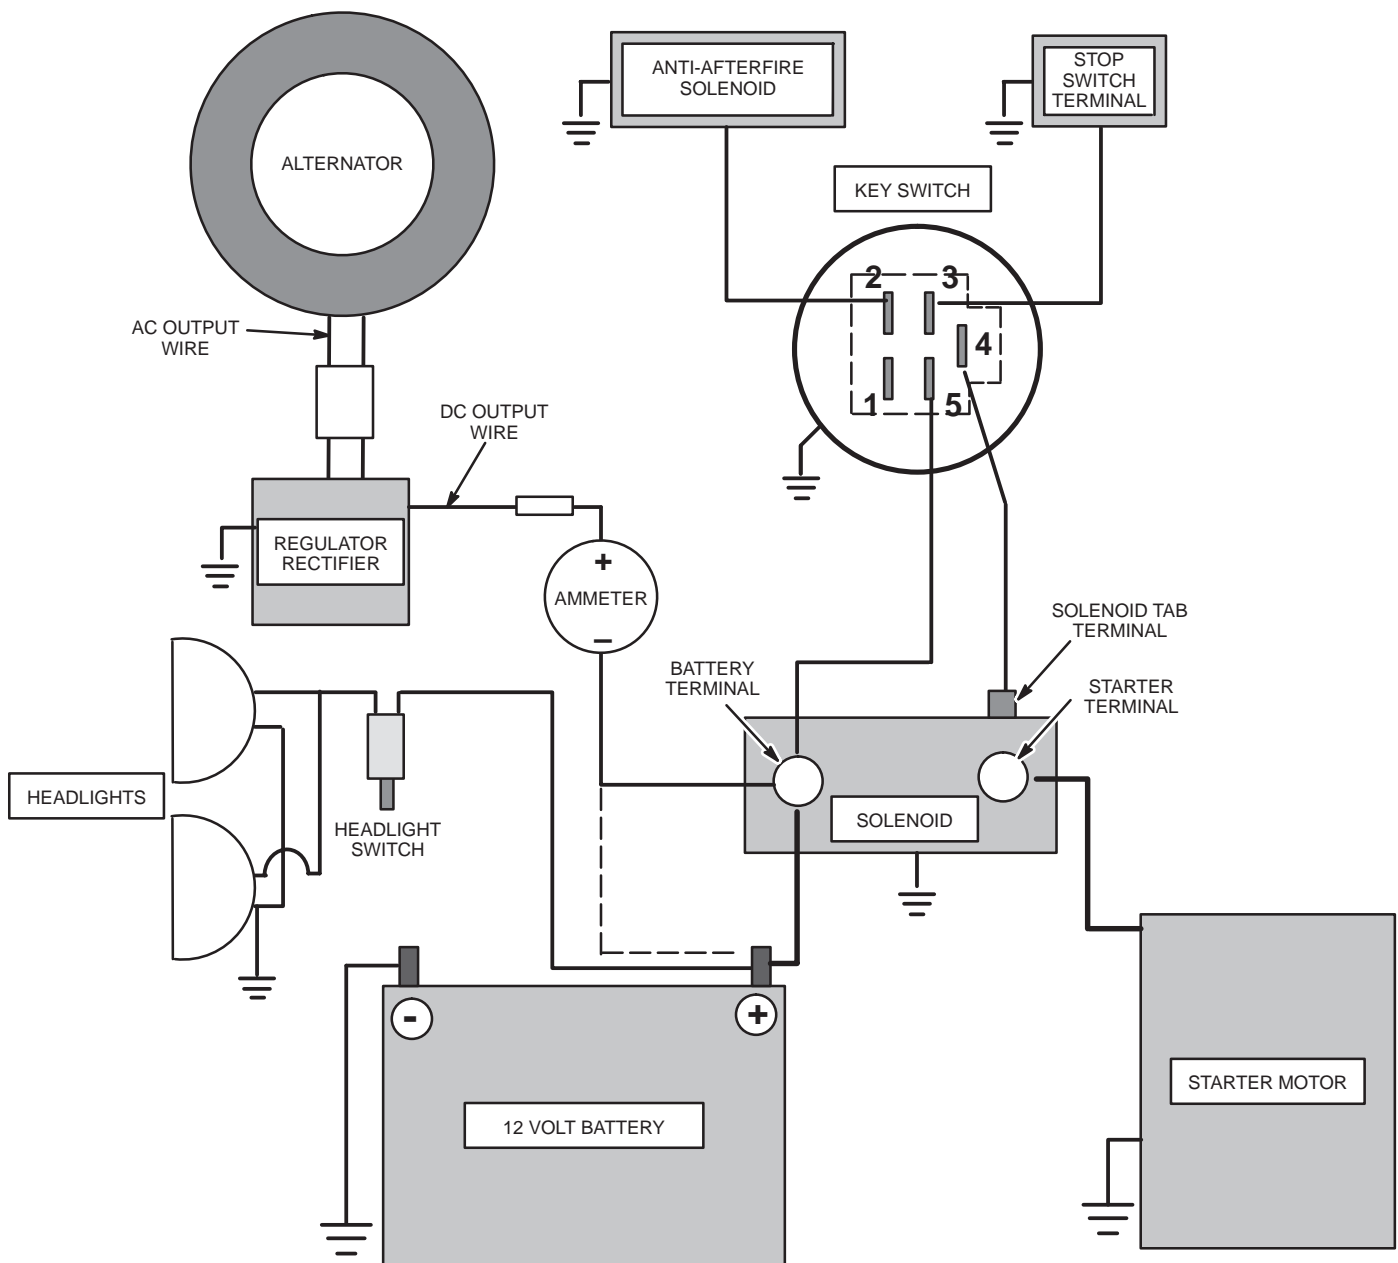 ANTI-AFTERFIRE
SOLENOID
STOP
SWITCH
TERMINAL
ALTERNATOR
KEY SWITCH
2
3
4
1
5
AC OUTPUT
WIRE
DC OUTPUT
WIRE
REGULATOR
RECTIFIER
+
AMMETER
–
SOLENOID TAB
TERMINAL
BATTERY
TERMINAL
STARTER
TERMINAL
HEADLIGHTS
HEADLIGHT
SWITCH
SOLENOID
-
+
12 VOLT BATTERY
STARTER MOTOR